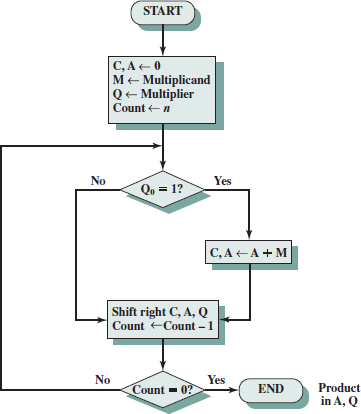 START
C, A ← 0
M ← Multiplicand
Q ← Multiplier
Count ← n
No
Q₀ = 1?
Yes
C, A ← A + M
Shift right C, A, Q
Count ← Count – 1
No
Count = 0?
Yes
END
Product
in A, Q